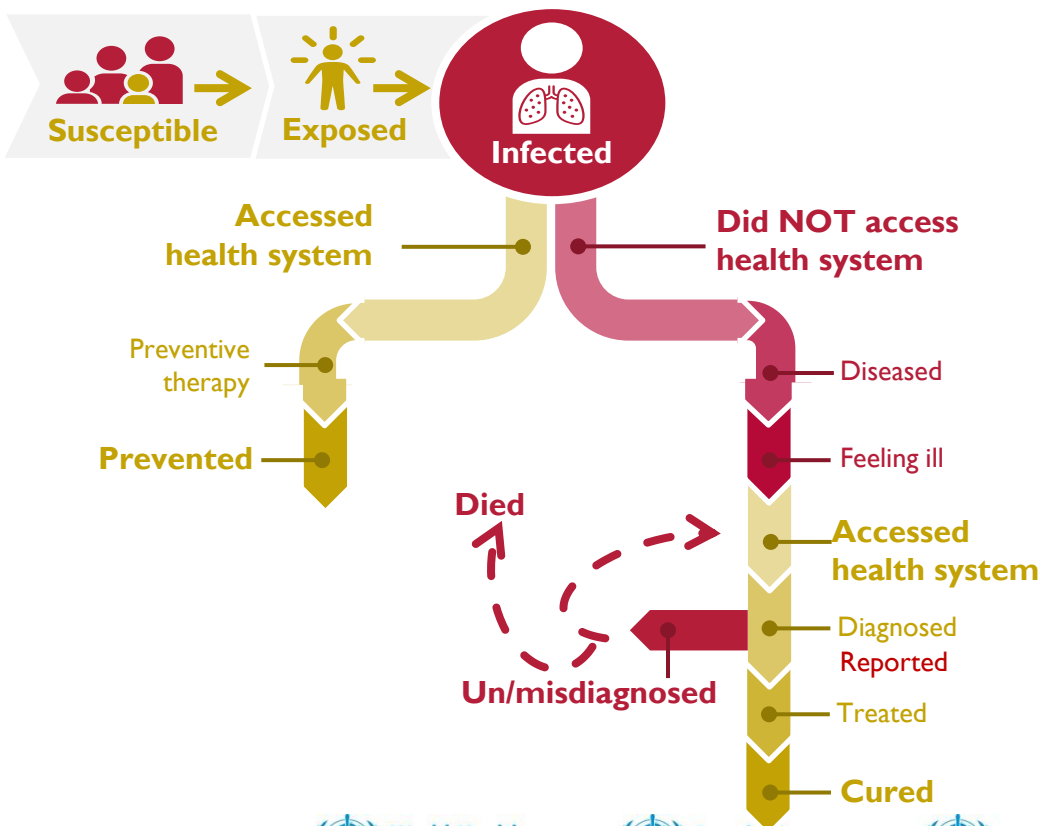 Susceptible
Exposed
Infected
Accessed
health system
Did NOT access
health system
Preventive
therapy
Prevented
Diseased
Feeling ill
Died
Accessed
health system
Diagnosed
Reported
Un/misdiagnosed
Treated
Cured